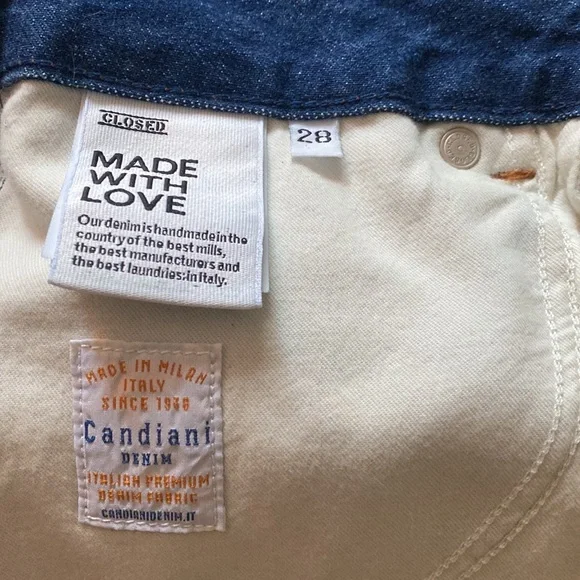 CLOSED
MADE
WITH
LOVE
Our denim is handmade in the
country of the best mills,
the best manufacturers and
the best laundries: in Italy.
28
MADE IN MILAN
ITALY
SINCE 1938
Candiani
DENIM
ITALIAN PREMIUM
DENIM FABRIC
CANDIANIDENIM.IT